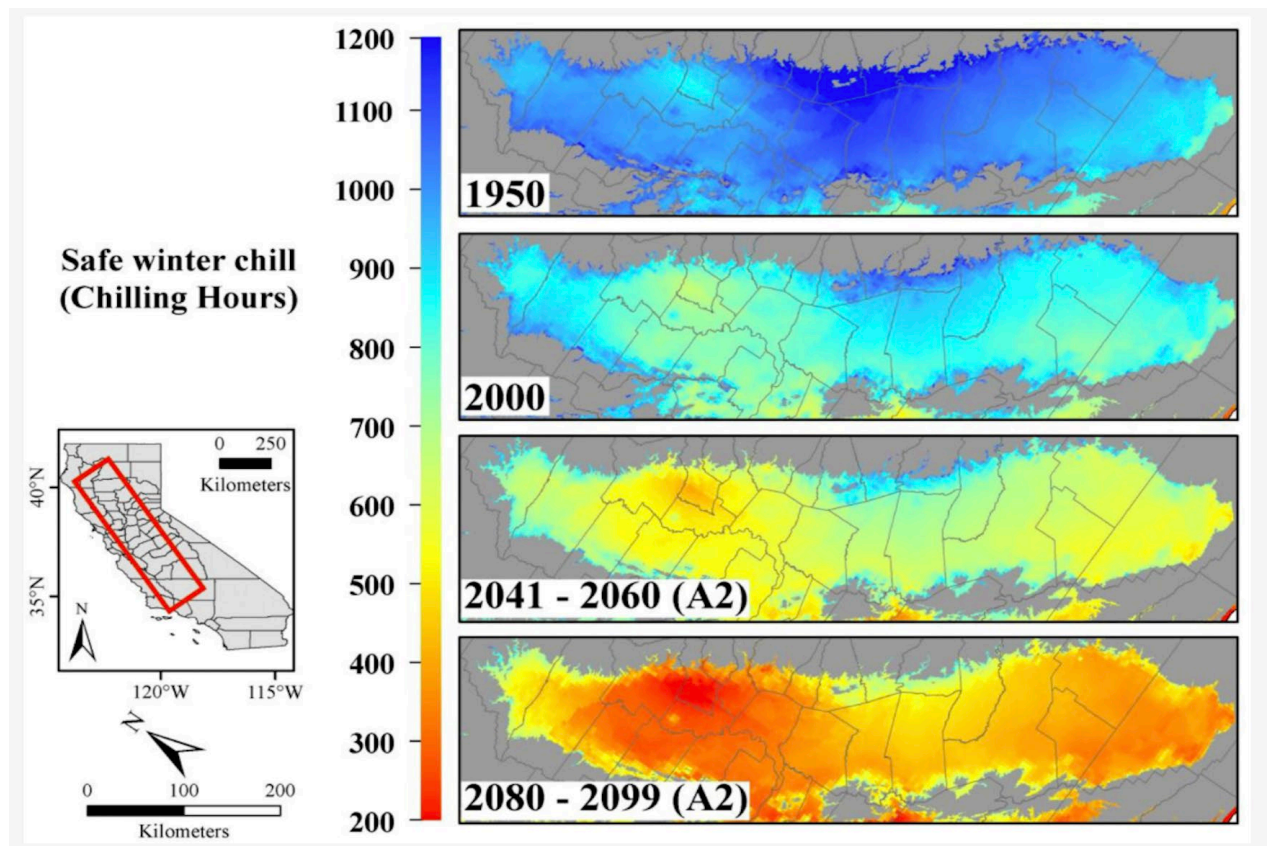 Safe winter chill
(Chilling Hours)
1200
1100
1000
900
800
700
600
500
400
300
200
1950
2000
2041 - 2060 (A2)
2080 - 2099 (A2)
0 250
Kilometers
40°N
35°N
N
120°W 115°W
N
0 100 200
Kilometers